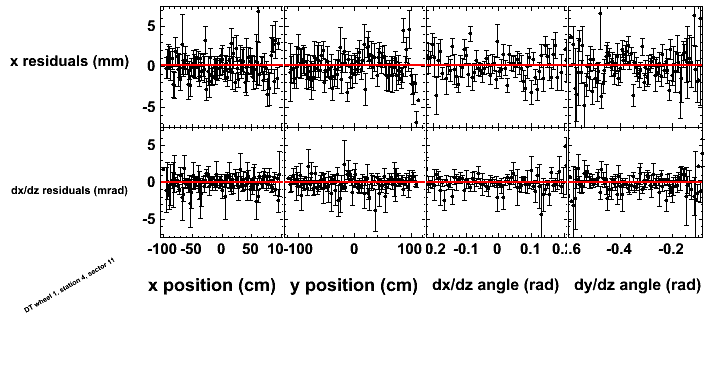 5
x residuals (mm) 0
-5
5
dx/dz residuals (mrad) 0
-5
-100 -50 0 50 10 -100 0 100 0.2 -0.1 0 0.1 0. .6 -0.4 -0.2
x position (cm) y position (cm) dx/dz angle (rad) dy/dz angle (rad)
DT wheel 1, station 4, sector 11